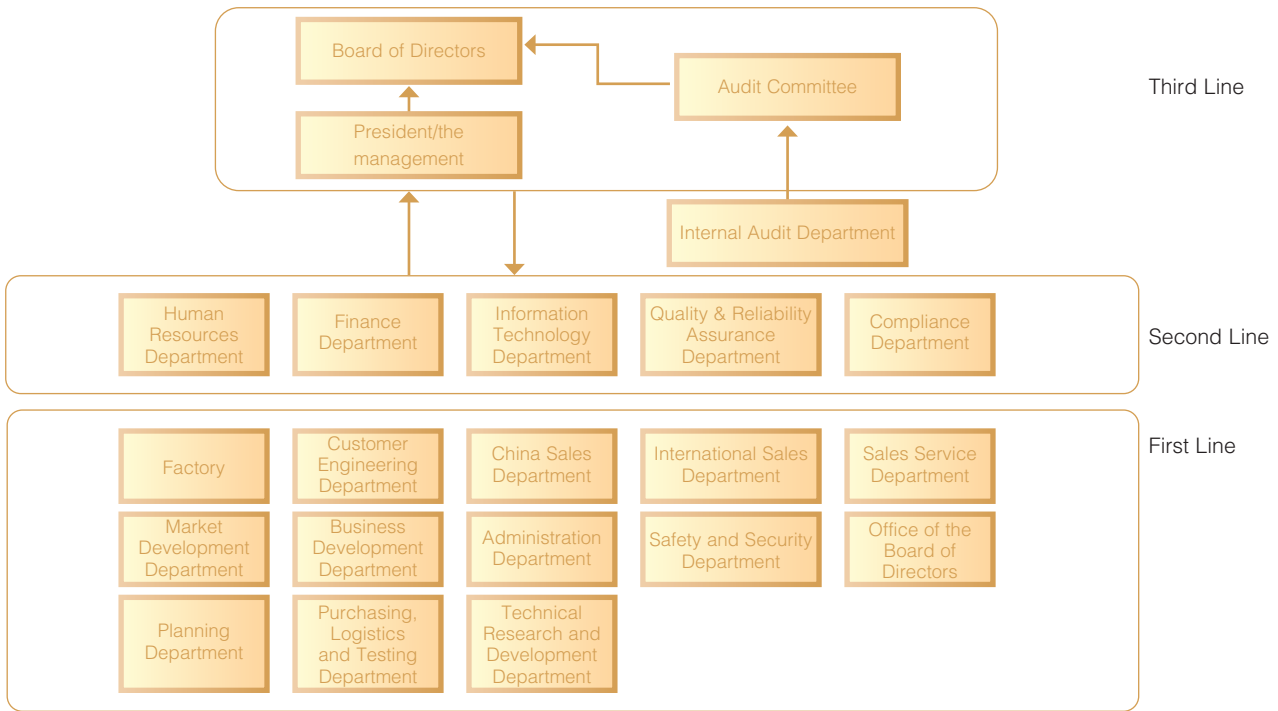 Board of Directors
Audit Committee
Third Line
President/the
management
Internal Audit Department
Human
Resources
Department
Finance
Department
Information
Technology
Department
Quality & Reliability
Assurance
Department
Compliance
Department
Second Line
Factory
Customer
Engineering
Department
China Sales
Department
International Sales
Department
Sales Service
Department
First Line
Market
Development
Department
Business
Development
Department
Administration
Department
Safety and Security
Department
Office of the
Board of
Directors
Planning
Department
Purchasing,
Logistics
and Testing
Department
Technical
Research and
Development
Department